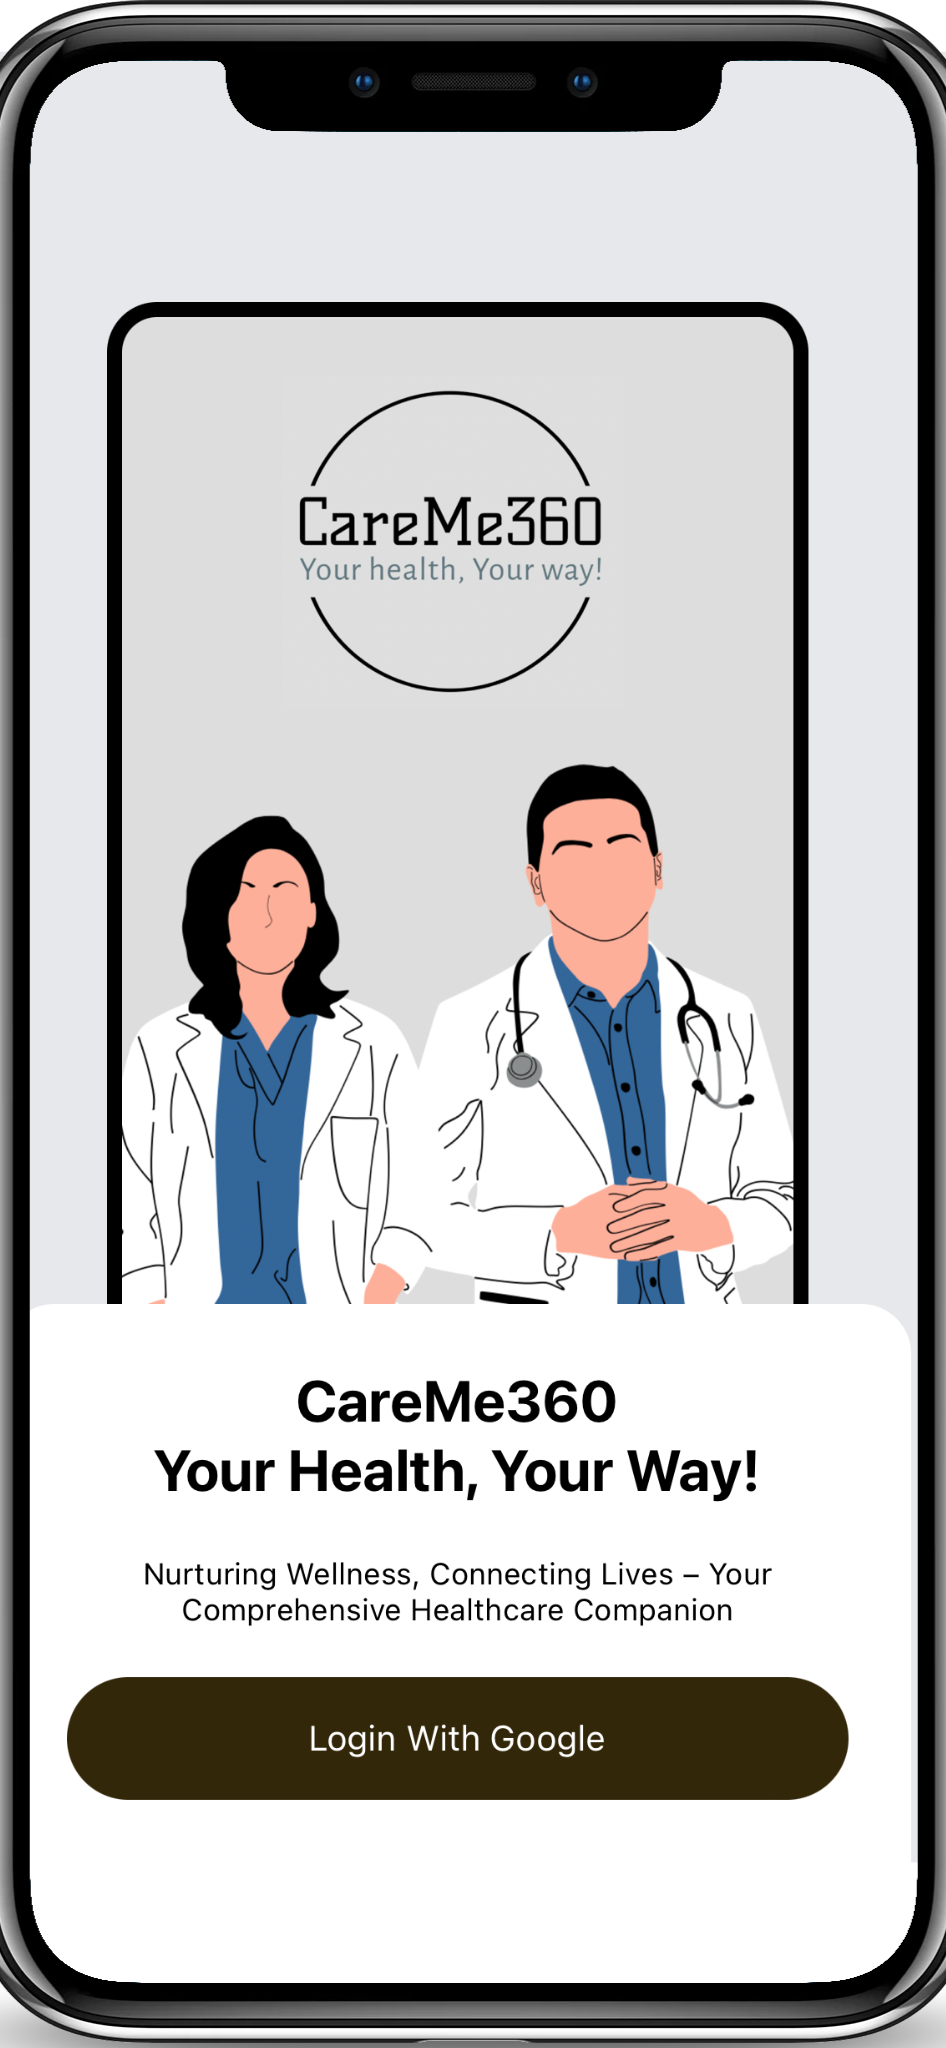 CareMe360
Your health, Your way!
CareMe360
Your Health, Your Way!
Nurturing Wellness, Connecting Lives – Your
Comprehensive Healthcare Companion
Login With Google